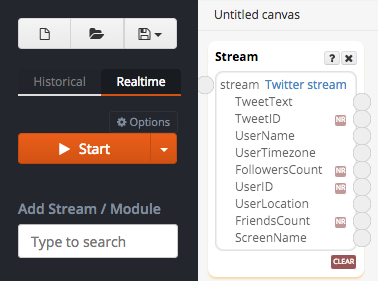 Historical
Realtime
Options
Start
Add Stream / Module
Type to search
Untitled canvas
Stream
?
stream Twitter stream
TweetText
TweetID NR
UserName
UserTimezone
FollowersCount NR
UserID NR
UserLocation
FriendsCount NR
ScreenName
CLEAR